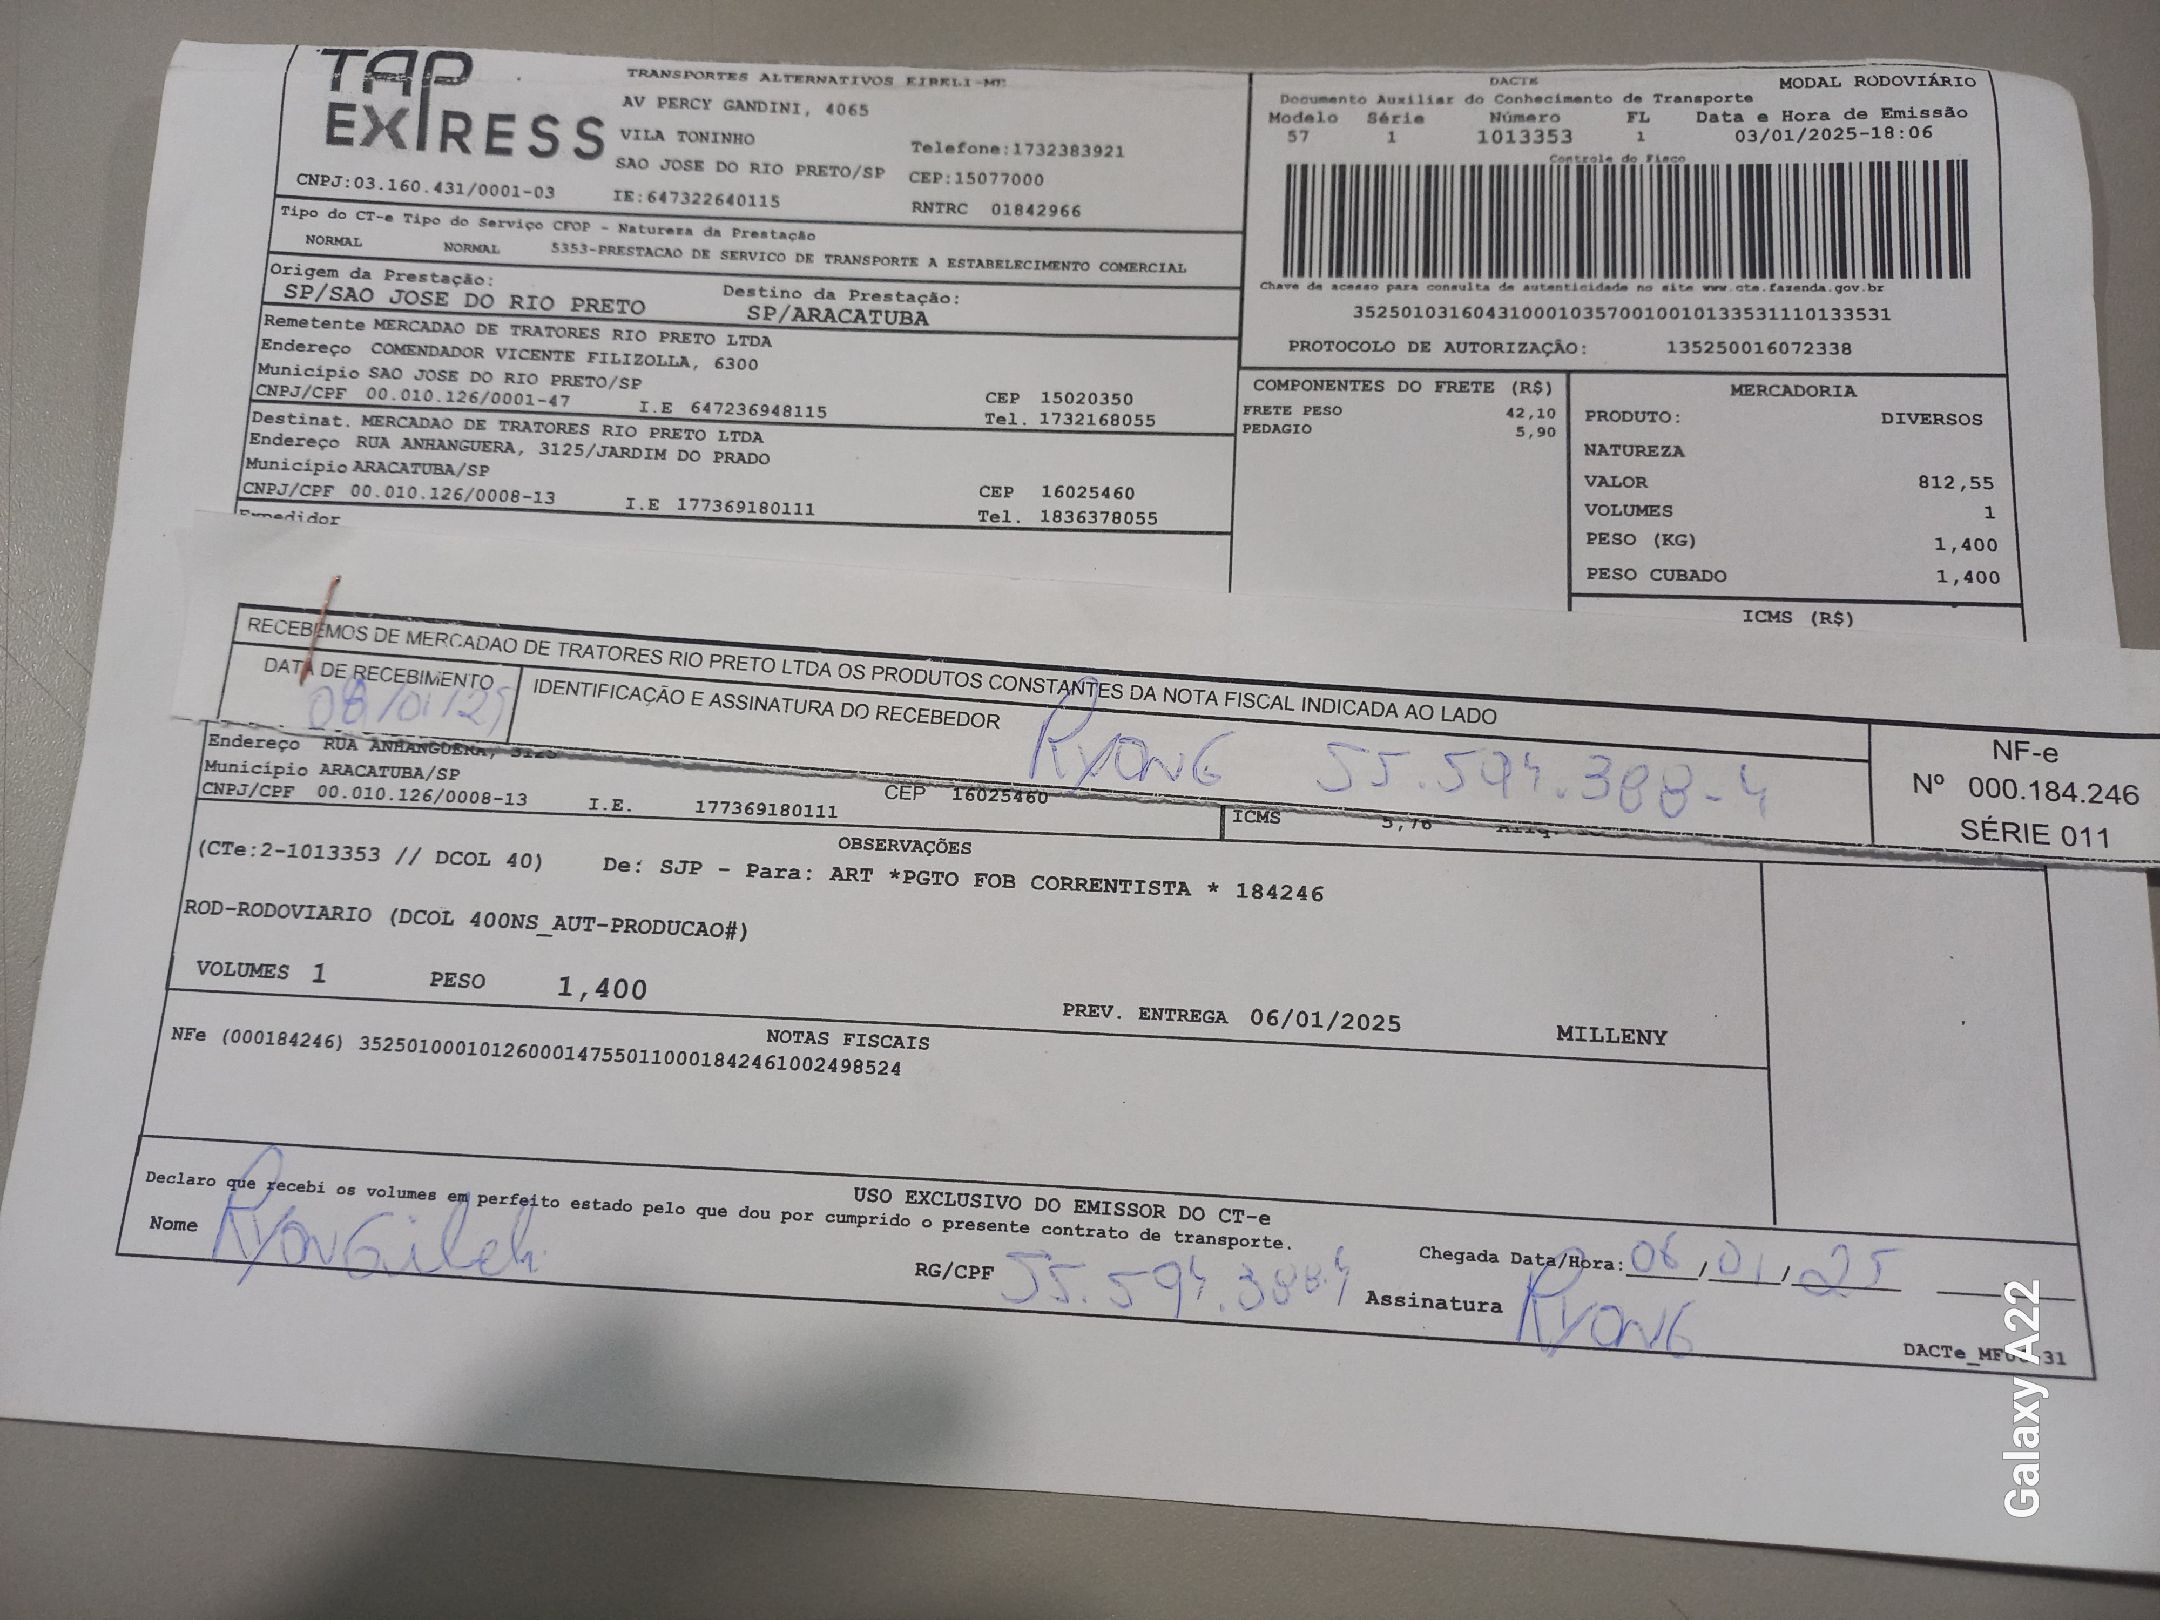 TAP EXPRESS
TRANSPORTES ALTERNATIVOS EIRELI-ME
AV PERCY GANDINI, 4065
VILA TONINHO
Telefone:1732383921
SAO JOSE DO RIO PRETO/SP CEP:15077000
CNPJ:03.160.431/0001-03 IE:647322640115 RNTRC 01842966
DACTE MODAL RODOVIÁRIO
Documento Auxiliar do Conhecimento de Transporte
Modelo Série Número FL Data e Hora de Emissão
57 1 1013353 1 03/01/2025-18:06
Controle do Fisco
Chave de acesso para consulta de autenticidade no site www.cte.fazenda.gov.br
35250103160431000103570010010133531110133531
PROTOCOLO DE AUTORIZAÇÃO: 135250016072338
Tipo do CT-e Tipo do Serviço CFOP - Natureza da Prestação
NORMAL NORMAL 5353-PRESTACAO DE SERVICO DE TRANSPORTE A ESTABELECIMENTO COMERCIAL
Origem da Prestação: Destino da Prestação:
SP/SAO JOSE DO RIO PRETO SP/ARACATUBA
Remetente MERCADAO DE TRATORES RIO PRETO LTDA
Endereço COMENDADOR VICENTE FILIZOLLA, 6300
Município SAO JOSE DO RIO PRETO/SP CEP 15020350
CNPJ/CPF 00.010.126/0001-47 I.E 647236948115 Tel. 1732168055
Destinat. MERCADAO DE TRATORES RIO PRETO LTDA
Endereço RUA ANHANGUERA, 3125/JARDIM DO PRADO
Município ARACATUBA/SP CEP 16025460
CNPJ/CPF 00.010.126/0008-13 I.E 177369180111 Tel. 1836378055
Expedidor
COMPONENTES DO FRETE (R$)
FRETE PESO 42,10
PEDAGIO 5,90
MERCADORIA
PRODUTO: DIVERSOS
NATUREZA
VALOR 812,55
VOLUMES 1
PESO (KG) 1,400
PESO CUBADO 1,400
ICMS (R$)
RECEBEMOS DE MERCADAO DE TRATORES RIO PRETO LTDA OS PRODUTOS CONSTANTES DA NOTA FISCAL INDICADA AO LADO
DATA DE RECEBIMENTO IDENTIFICAÇÃO E ASSINATURA DO RECEBEDOR
/01/25 RyonG 55.594.388-4
NF-e
Nº 000.184.246
SÉRIE 011
Endereço RUA ANHANGUERA, 3125
Município ARACATUBA/SP CEP 16025460
CNPJ/CPF 00.010.126/0008-13 I.E. 177369180111
ICMS 5,76
OBSERVAÇÕES
(CTe:2-1013353 // DCOL 40) De: SJP - Para: ART *PGTO FOB CORRENTISTA * 184246
ROD-RODOVIARIO (DCOL 400NS_AUT-PRODUCAO#)
VOLUMES 1 PESO 1,400 PREV. ENTREGA 06/01/2025 MILLENY
NOTAS FISCAIS
NFe (000184246) 35250100010126000147550110001842461002498524
USO EXCLUSIVO DO EMISSOR DO CT-e
Declaro que recebi os volumes em perfeito estado pelo que dou por cumprido o presente contrato de transporte.
Nome RG/CPF 55.594.388-4 Chegada Data/Hora: 06/01/25
Assinatura RyonG
DACTe_MF
31
Galaxy A22